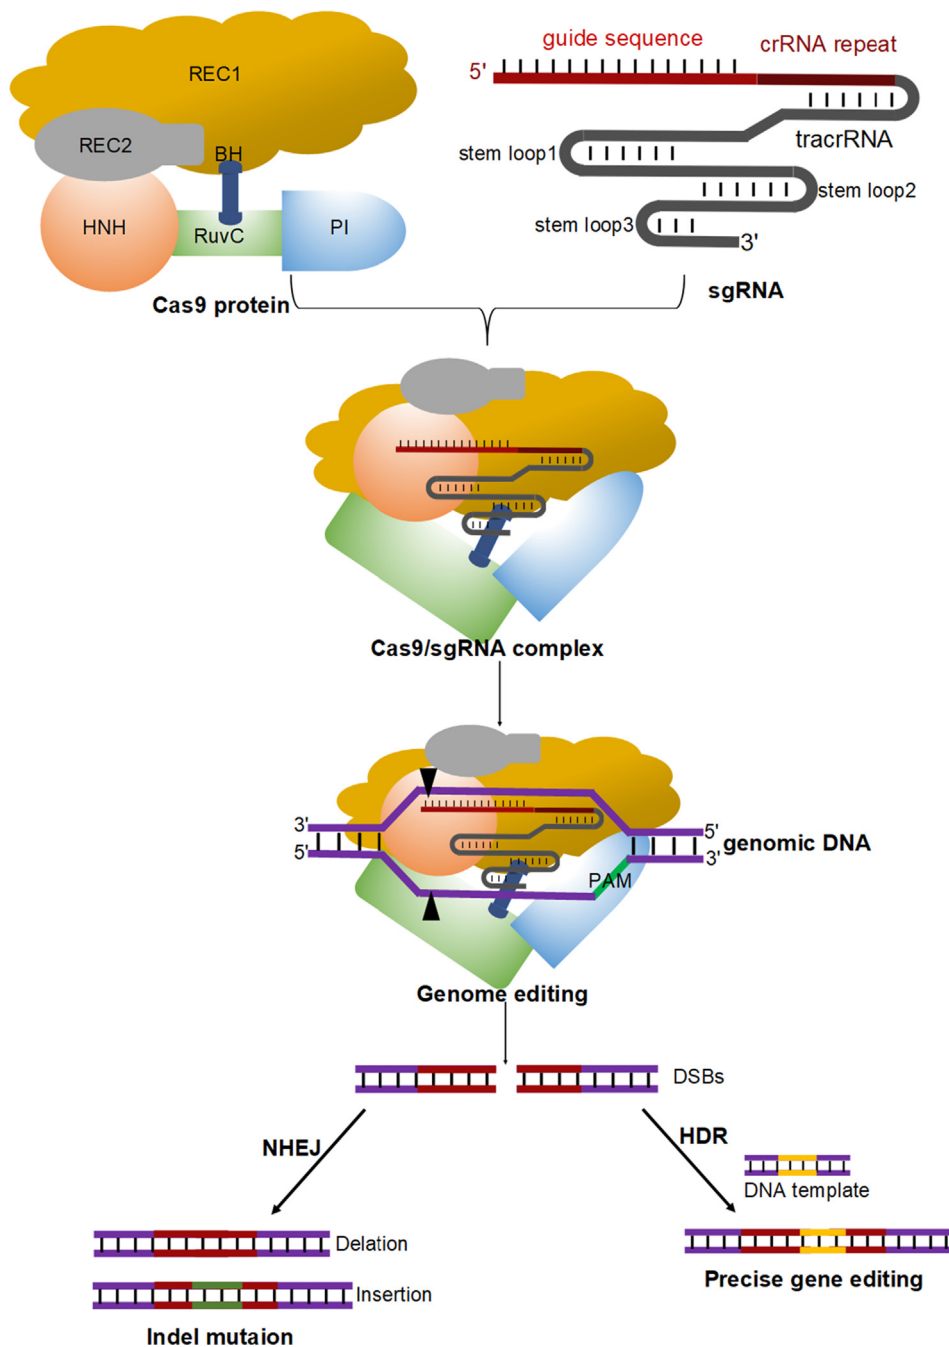 guide sequence
crRNA repeat
5'
REC1
REC2
BH
tracrRNA
stem loop1
stem loop2
HNH
RuvC
PI
stem loop3
3'
Cas9 protein
sgRNA
Cas9/sgRNA complex
3'
5'
5'
3'
genomic DNA
PAM
Genome editing
DSBs
NHEJ
HDR
DNA template
Delation
Insertion
Precise gene editing
Indel mutaion